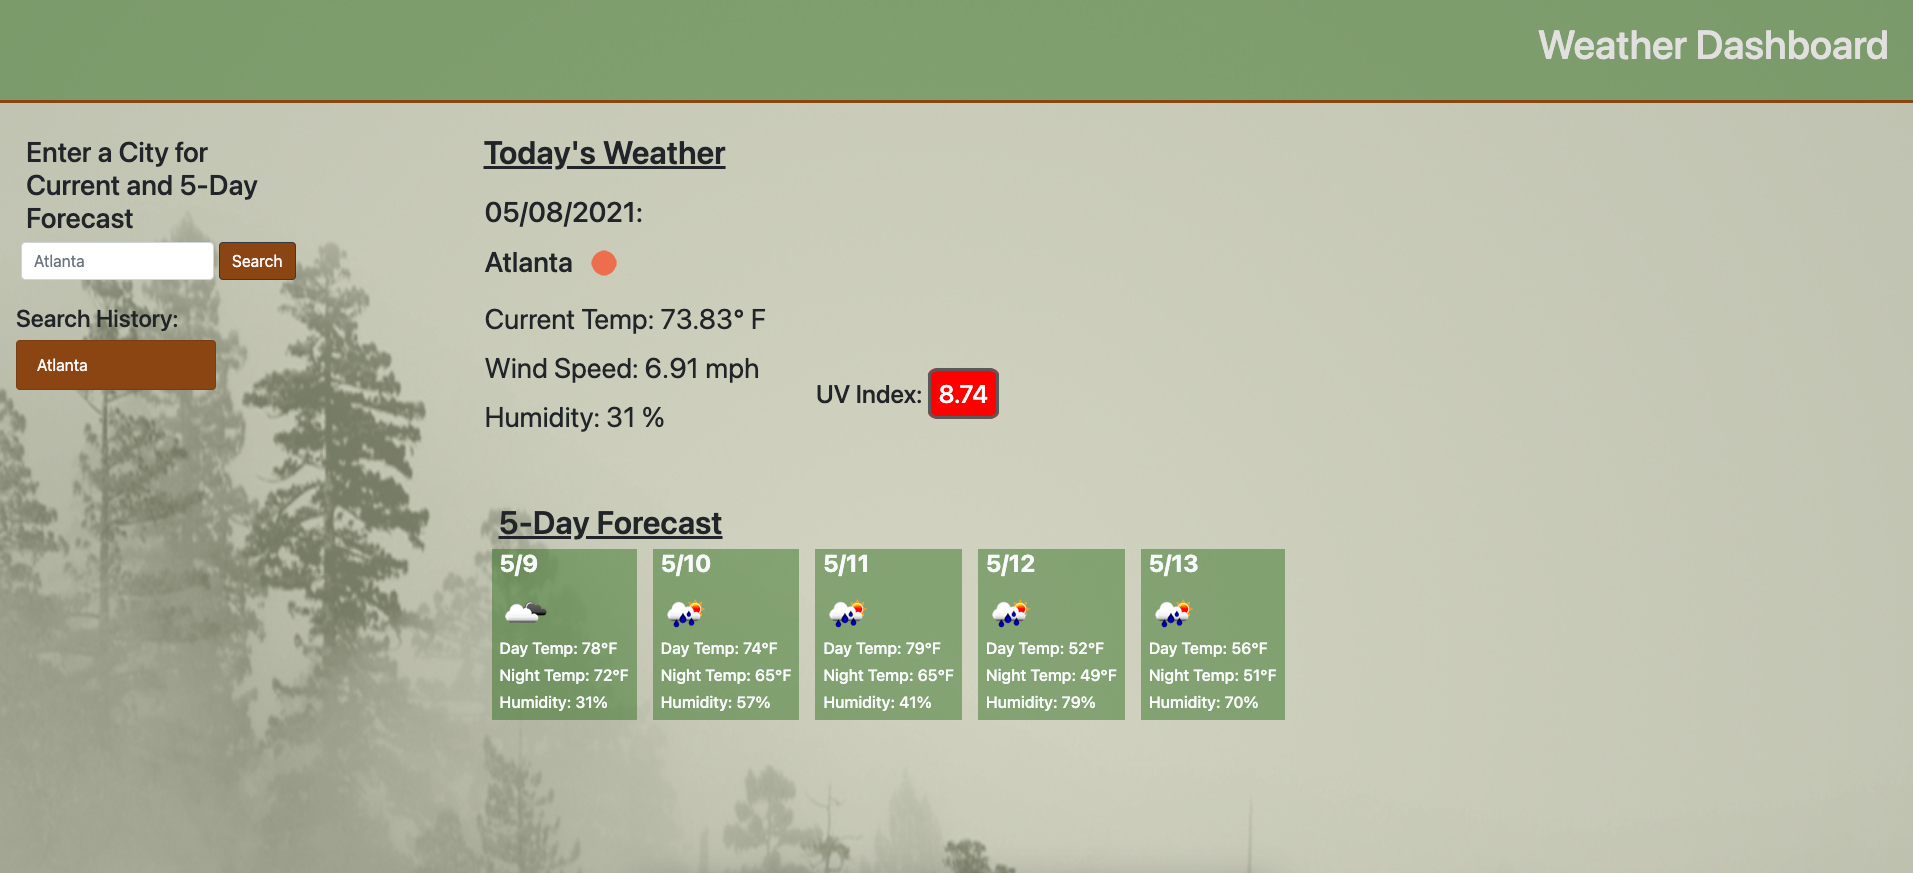 Weather Dashboard
Enter a City for
Current and 5-Day
Forecast
Atlanta
Search
Search History:
Atlanta
Today's Weather
05/08/2021:
Atlanta
Current Temp: 73.83° F
Wind Speed: 6.91 mph
Humidity: 31 %
UV Index: 8.74
5-Day Forecast
5/9
Day Temp: 78°F
Night Temp: 72°F
Humidity: 31%
5/10
Day Temp: 74°F
Night Temp: 65°F
Humidity: 57%
5/11
Day Temp: 79°F
Night Temp: 65°F
Humidity: 41%
5/12
Day Temp: 52°F
Night Temp: 49°F
Humidity: 79%
5/13
Day Temp: 56°F
Night Temp: 51°F
Humidity: 70%